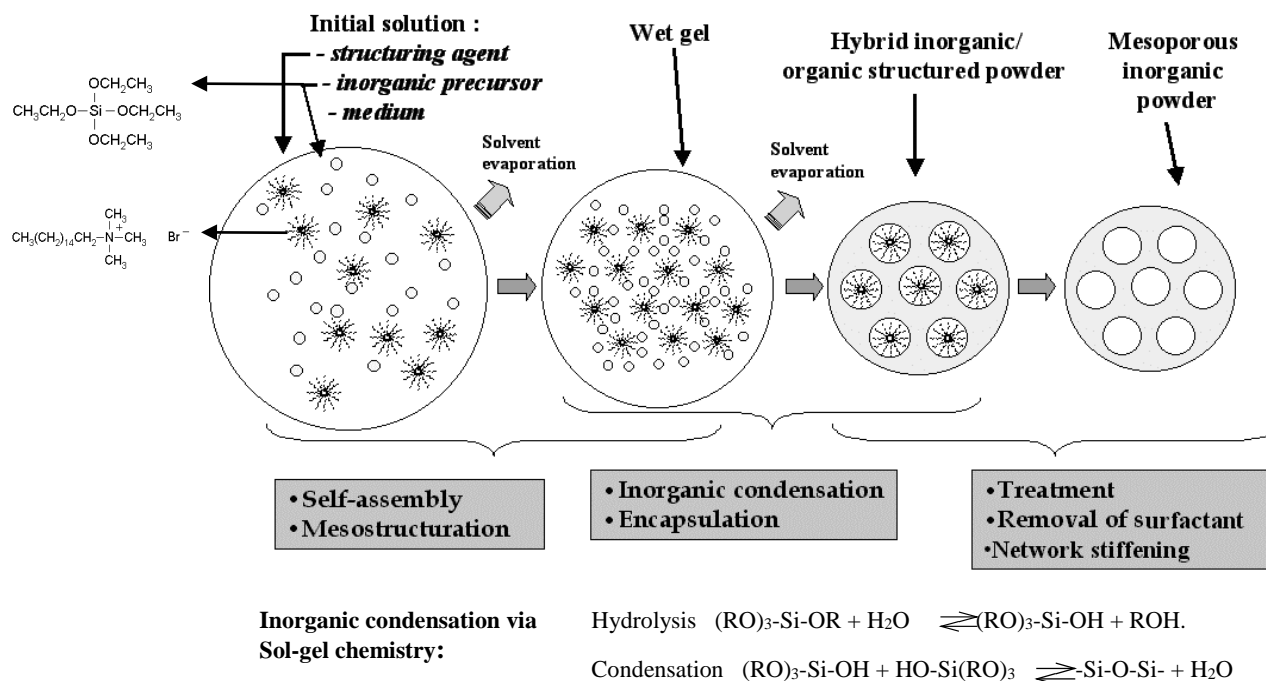 Initial solution :
- structuring agent
- inorganic precursor
- medium
Wet gel
Hybrid inorganic/
organic structured powder
Mesoporous
inorganic
powder
OCH₂CH₃
CH₃CH₂O—Si—OCH₂CH₃
OCH₂CH₃
OCH₂CH₃
Solvent
evaporation
Solvent
evaporation
CH₃
CH₃(CH₂)₁₄CH₂—N⁺—CH₃ Br⁻
CH₃
• Self-assembly
• Mesostructuration
• Inorganic condensation
• Encapsulation
• Treatment
• Removal of surfactant
•Network stiffening
Inorganic condensation via
Sol-gel chemistry:
Hydrolysis (RO)₃-Si-OR + H₂O ⇌ (RO)₃-Si-OH + ROH.
Condensation (RO)₃-Si-OH + HO-Si(RO)₃ ⇌ -Si-O-Si- + H₂O